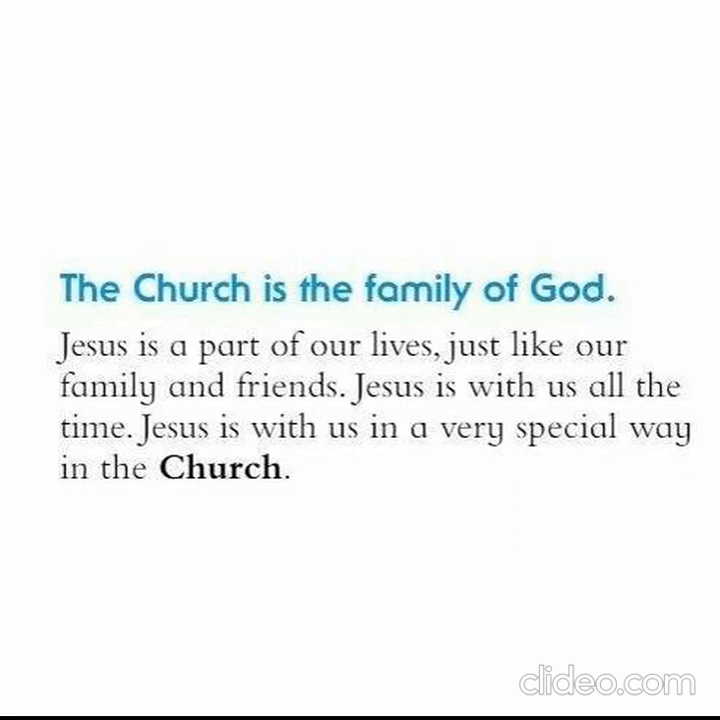 The Church is the family of God.
Jesus is a part of our lives, just like our
family and friends. Jesus is with us all the
time. Jesus is with us in a very special way
in the Church.
clideo.com